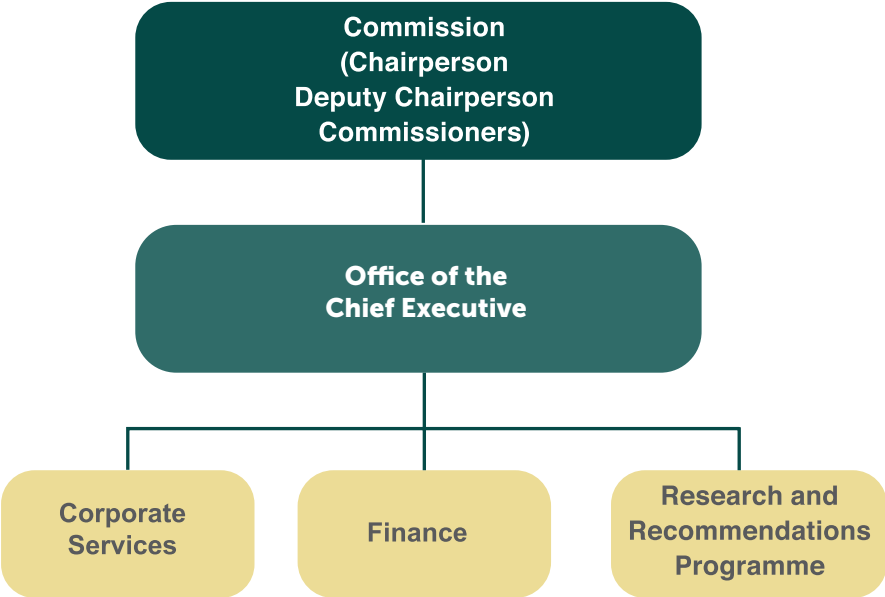 Commission
(Chairperson
Deputy Chairperson
Commissioners)
Office of the
Chief Executive
Corporate
Services
Finance
Research and
Recommendations
Programme